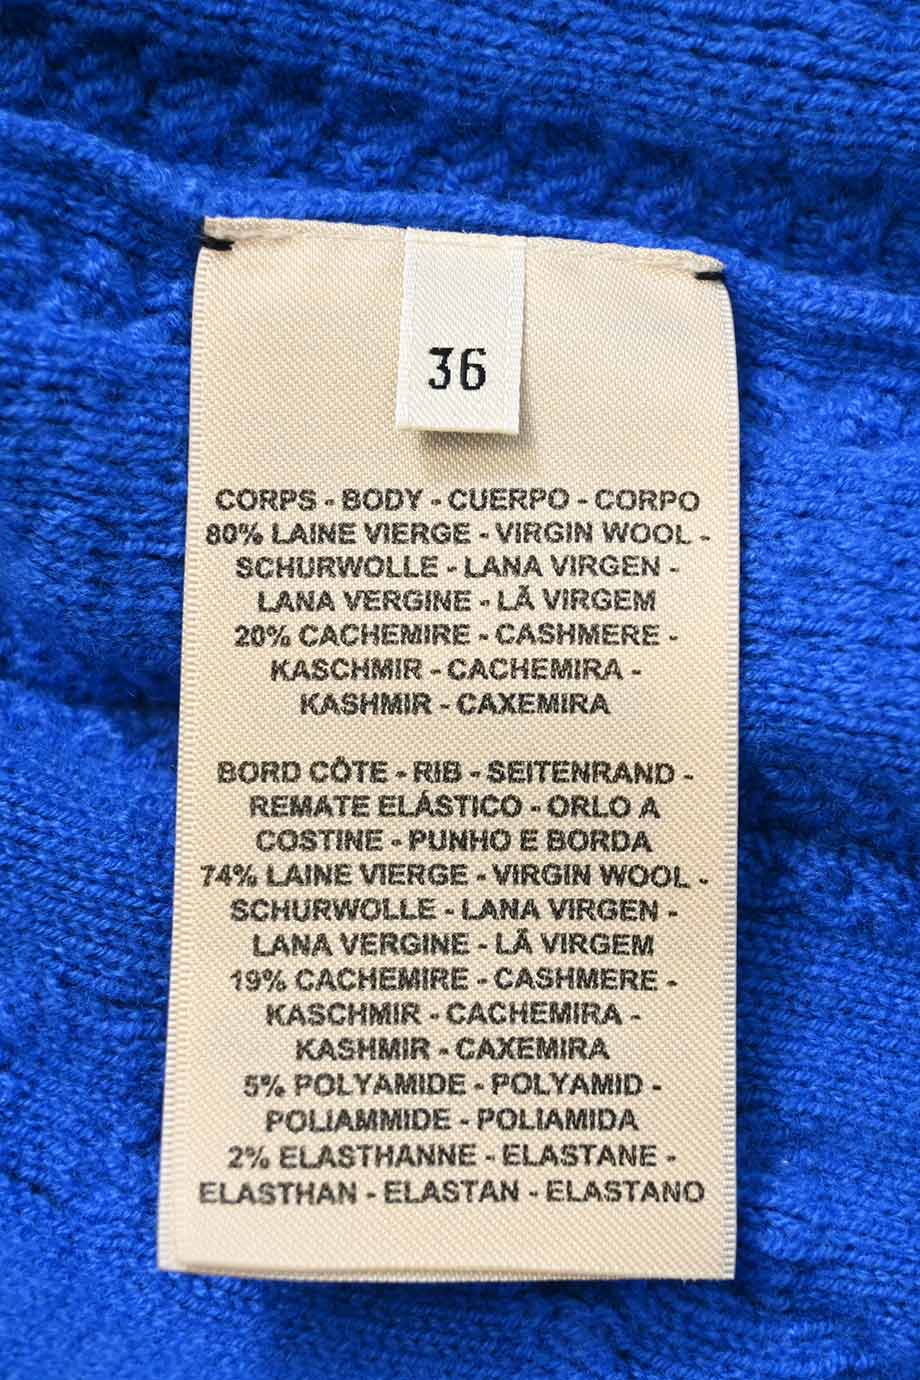 36
CORPS - BODY - CUERPO - CORPO
80% LAINE VIERGE - VIRGIN WOOL -
SCHURWOLLE - LANA VIRGEN -
LANA VERGINE - LÃ VIRGEM
20% CACHEMIRE - CASHMERE -
KASCHMIR - CACHEMIRA -
KASHMIR - CAXEMIRA
BORD CÔTE - RIB - SEITENRAND -
REMATE ELÁSTICO - ORLO A
COSTINE - PUNHO E BORDA
74% LAINE VIERGE - VIRGIN WOOL -
SCHURWOLLE - LANA VIRGEN -
LANA VERGINE - LÃ VIRGEM
19% CACHEMIRE - CASHMERE -
KASCHMIR - CACHEMIRA -
KASHMIR - CAXEMIRA
5% POLYAMIDE - POLYAMID -
POLIAMMIDE - POLIAMIDA
2% ELASTHANNE - ELASTANE -
ELASTHAN - ELASTAN - ELASTANO